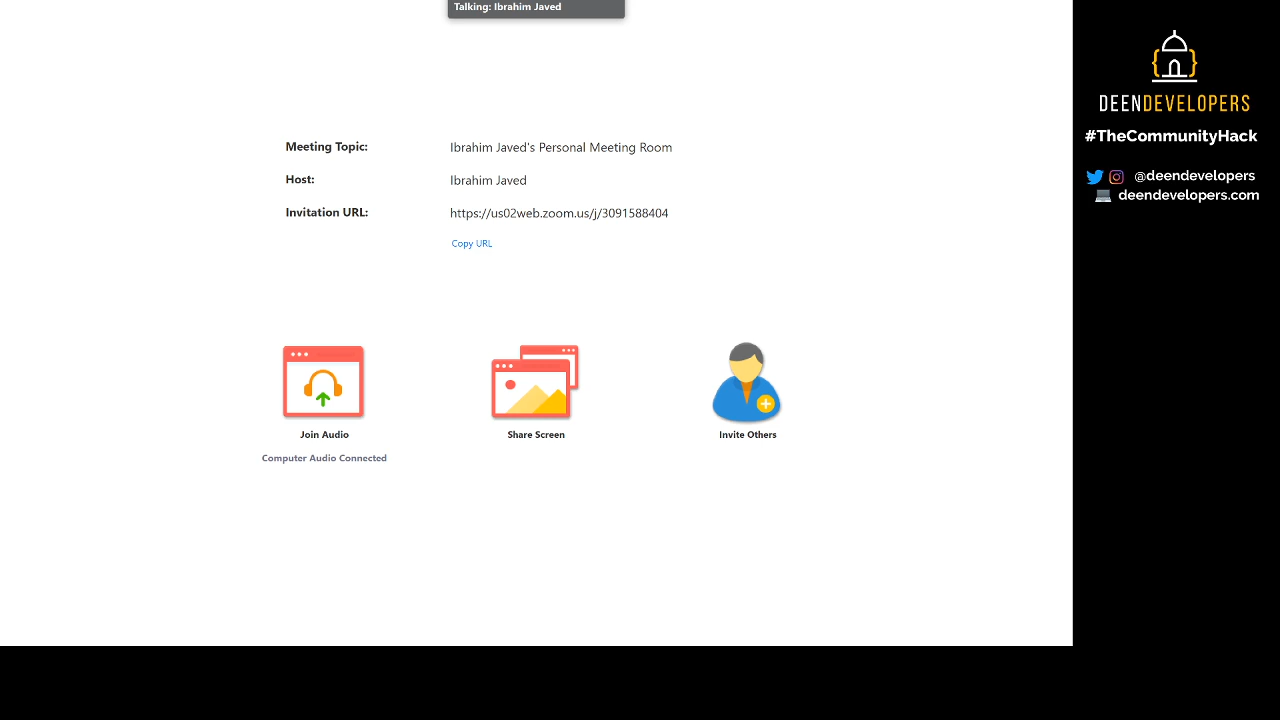 Talking: Ibrahim Javed
Meeting Topic: Ibrahim Javed's Personal Meeting Room
Host: Ibrahim Javed
Invitation URL: https://us02web.zoom.us/j/3091588404
Copy URL
Join Audio
Share Screen
Invite Others
Computer Audio Connected
DEENDEVELOPERS
#TheCommunityHack
@deendevelopers
deendevelopers.com